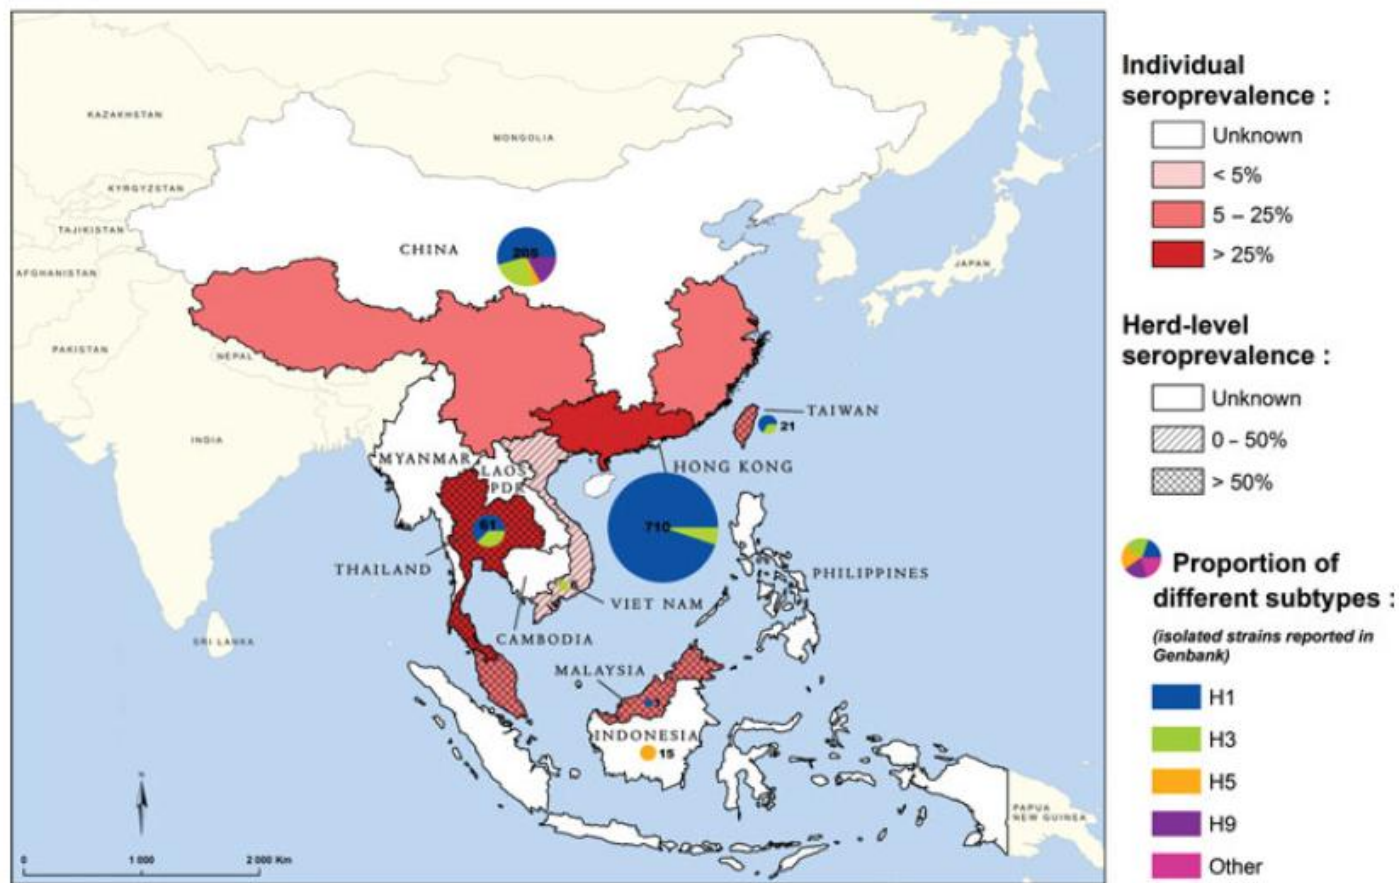 KAZAKHSTAN
MONGOLIA
KYRGYZSTAN
TAJIKISTAN
AFGHANISTAN
CHINA
205
JAPAN
PAKISTAN
NEPAL
INDIA
TAIWAN
21
MYANMAR
LAOS
PDR
HONG KONG
61
710
THAILAND
PHILIPPINES
VIET NAM
SRI LANKA
CAMBODIA
MALAYSIA
INDONESIA
15
PAPUA
NEW GUINEA
N
0 1 000 2 000 Km
Individual
seroprevalence :
Unknown
< 5%
5 – 25%
> 25%
Herd-level
seroprevalence :
Unknown
0 – 50%
> 50%
Proportion of
different subtypes :
(isolated strains reported in
Genbank)
H1
H3
H5
H9
Other